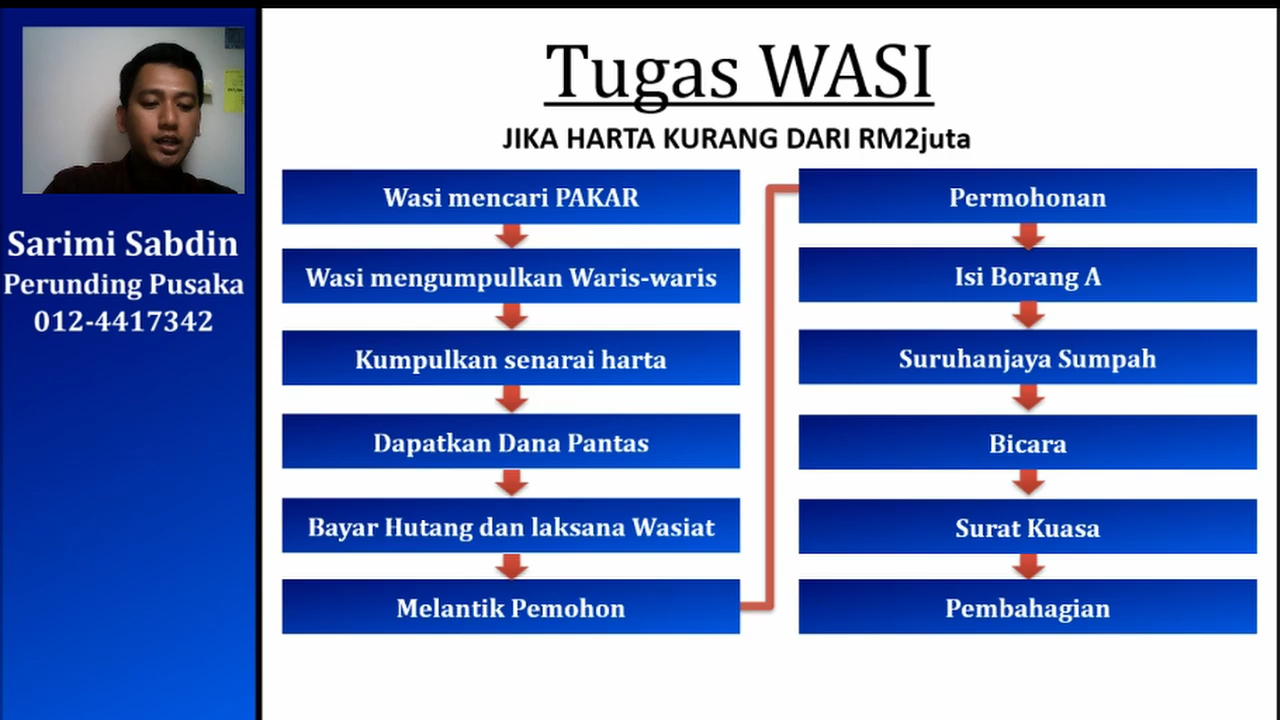 Sarimi Sabdin
Perunding Pusaka
012-4417342
Tugas WASI
JIKA HARTA KURANG DARI RM2juta
Wasi mencari PAKAR
Wasi mengumpulkan Waris-waris
Kumpulkan senarai harta
Dapatkan Dana Pantas
Bayar Hutang dan laksana Wasiat
Melantik Pemohon
Permohonan
Isi Borang A
Suruhanjaya Sumpah
Bicara
Surat Kuasa
Pembahagian